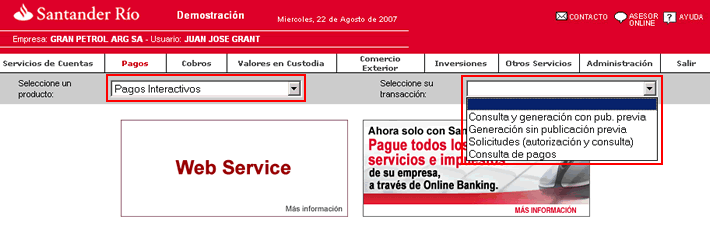 Santander Río
Demostración
Miercoles, 22 de Agosto de 2007
CONTACTO
ASESOR
ONLINE
AYUDA
Empresa: GRAN PETROL ARG SA - Usuario: JUAN JOSE GRANT
Servicios de Cuentas
Pagos
Cobros
Valores en Custodia
Comercio
Exterior
Inversiones
Otros Servicios
Administración
Salir
Seleccione un
producto:
Pagos Interactivos
Seleccione su
transacción:
Consulta y generación con pub. previa
Generación sin publicación previa
Solicitudes (autorización y consulta)
Consulta de pagos
Web Service
Más información
Ahora solo con San
Pague todos lo
servicios e impu
de su empresa,
a través de Online Banking.
MÁS INFORMACIÓN